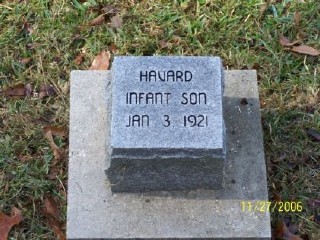 HAVARD
INFANT SON
JAN 3, 1921
11/27/2006